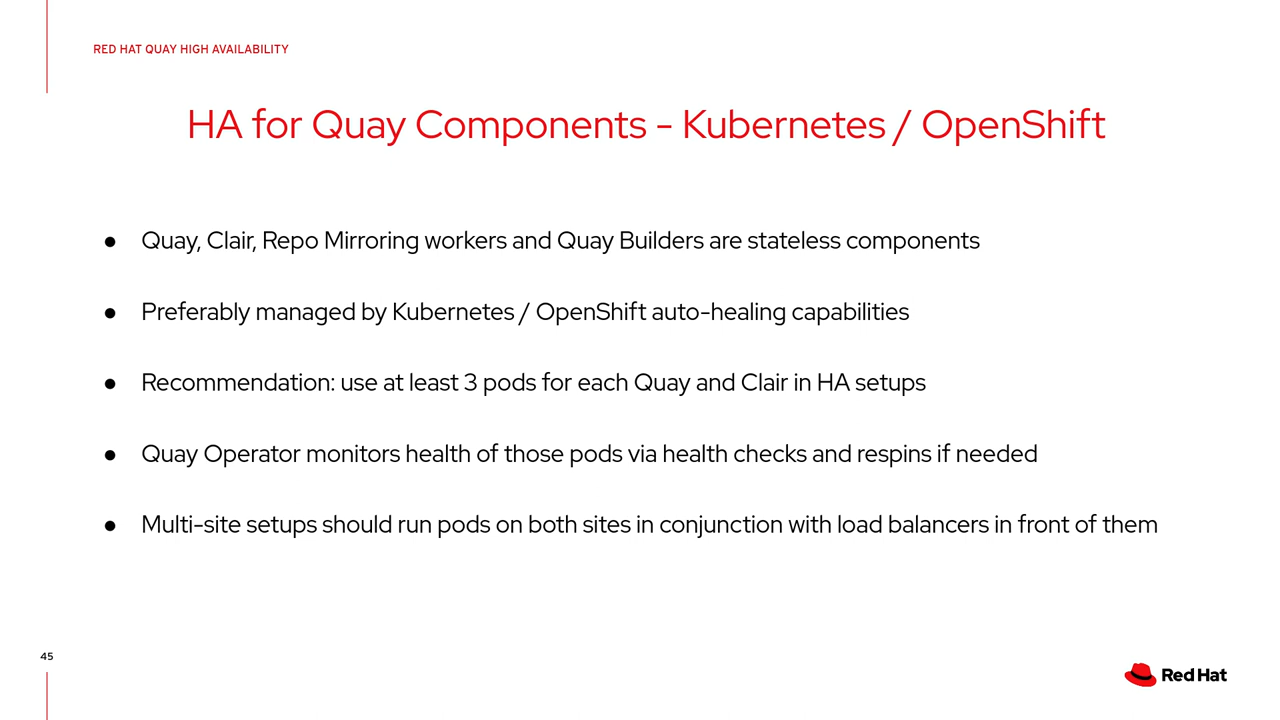 RED HAT QUAY HIGH AVAILABILITY
HA for Quay Components - Kubernetes / OpenShift
● Quay, Clair, Repo Mirroring workers and Quay Builders are stateless components
● Preferably managed by Kubernetes / OpenShift auto-healing capabilities
● Recommendation: use at least 3 pods for each Quay and Clair in HA setups
● Quay Operator monitors health of those pods via health checks and respins if needed
● Multi-site setups should run pods on both sites in conjunction with load balancers in front of them
45
Red Hat